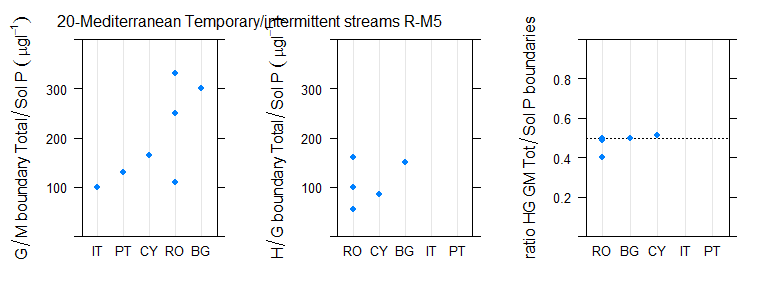 20-Mediterranean Temporary/intermittent streams R-M5
G/M boundary Total/Sol P ( μgl⁻¹)
300
200
100
IT PT CY RO BG
H/G boundary Total/Sol P ( μgl⁻¹)
300
200
100
RO CY BG IT PT
ratio HG GM Tot/Sol P boundaries
0.8
0.6
0.4
0.2
RO BG CY IT PT